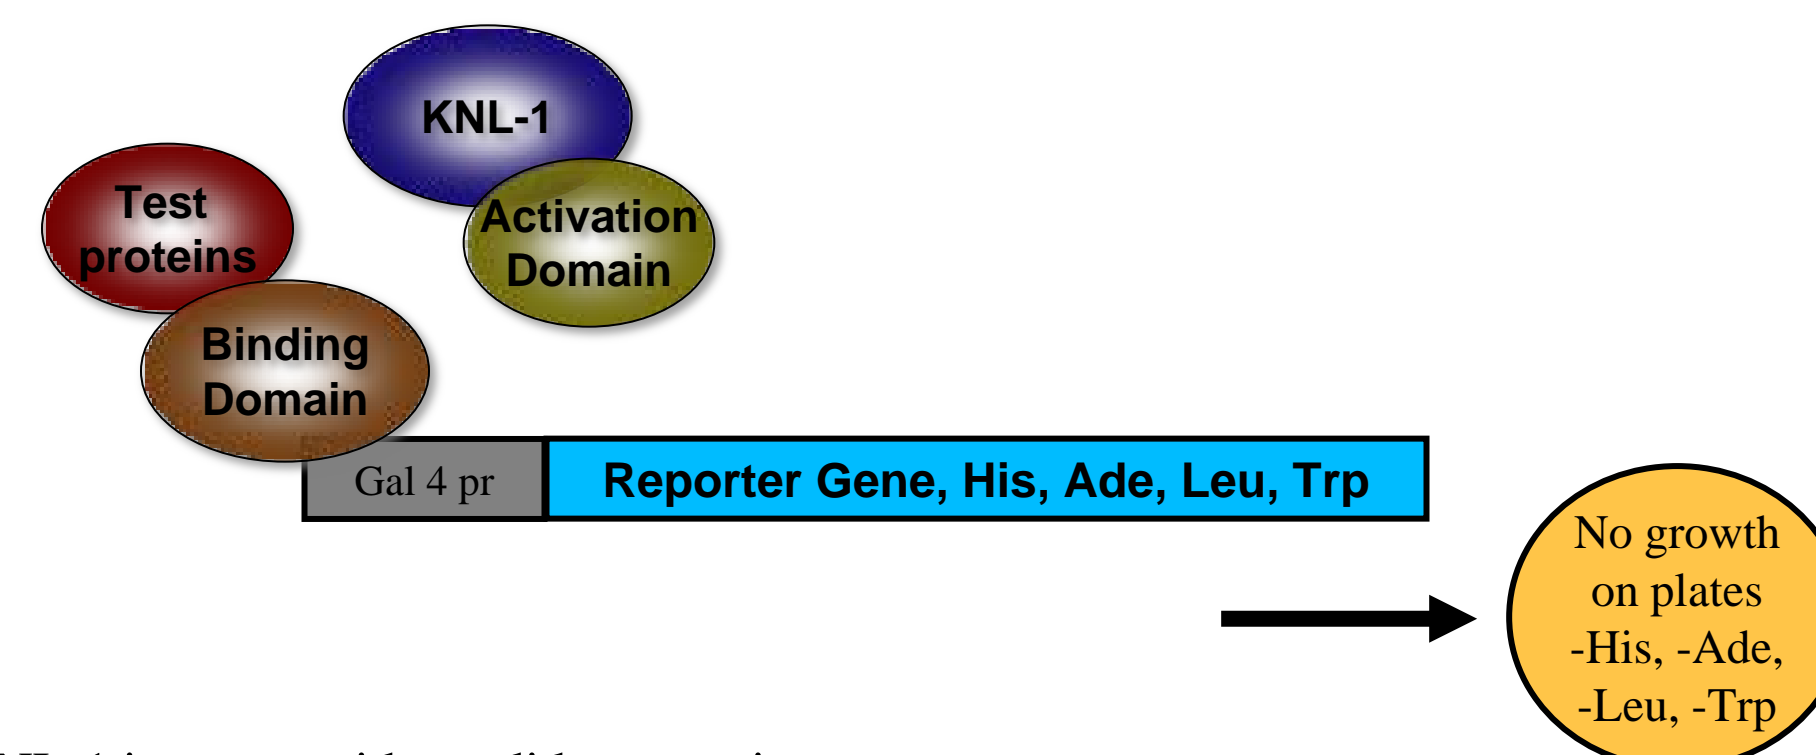 KNL-1
Test
proteins
Activation
Domain
Binding
Domain
Gal 4 pr
Reporter Gene, His, Ade, Leu, Trp
No growth
on plates
-His, -Ade,
-Leu, -Trp